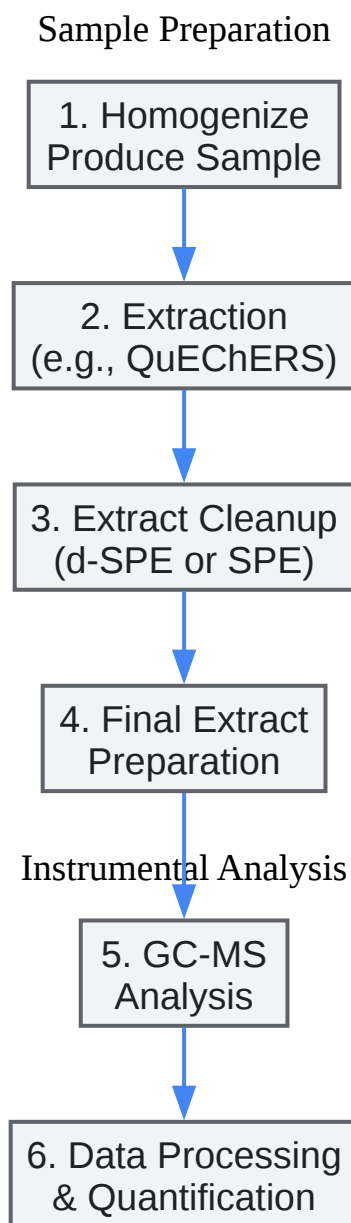 Sample Preparation
1. Homogenize
Produce Sample
2. Extraction
(e.g., QuEChERS)
3. Extract Cleanup
(d-SPE or SPE)
4. Final Extract
Preparation
Instrumental Analysis
5. GC-MS
Analysis
6. Data Processing
& Quantification